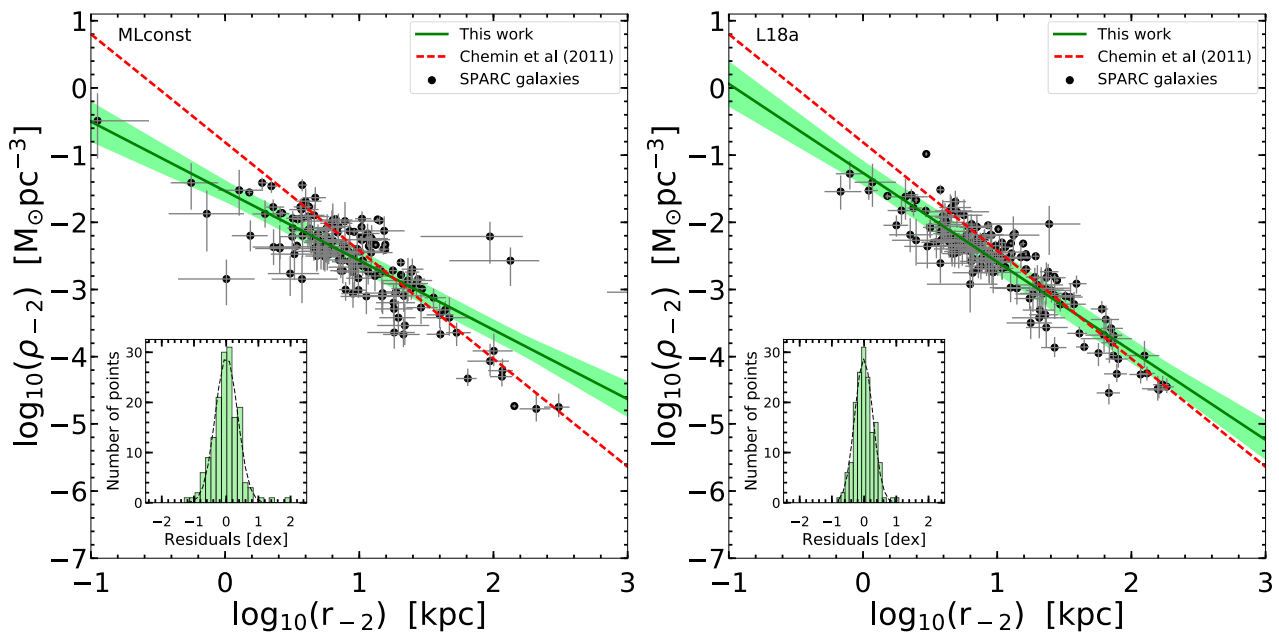 MLconst
This work
Chemin et al (2011)
SPARC galaxies
log₁₀(ρ₋₂) [M⊙pc⁻³]
1
0
−1
−2
−3
−4
−5
−6
−7
Number of points
30
20
10
0
−2 −1 0 1 2
Residuals [dex]
−1 0 1 2 3
log₁₀(r₋₂) [kpc]
L18a
This work
Chemin et al (2011)
SPARC galaxies
log₁₀(ρ₋₂) [M⊙pc⁻³]
1
0
−1
−2
−3
−4
−5
−6
−7
Number of points
30
20
10
0
−2 −1 0 1 2
Residuals [dex]
−1 0 1 2 3
log₁₀(r₋₂) [kpc]